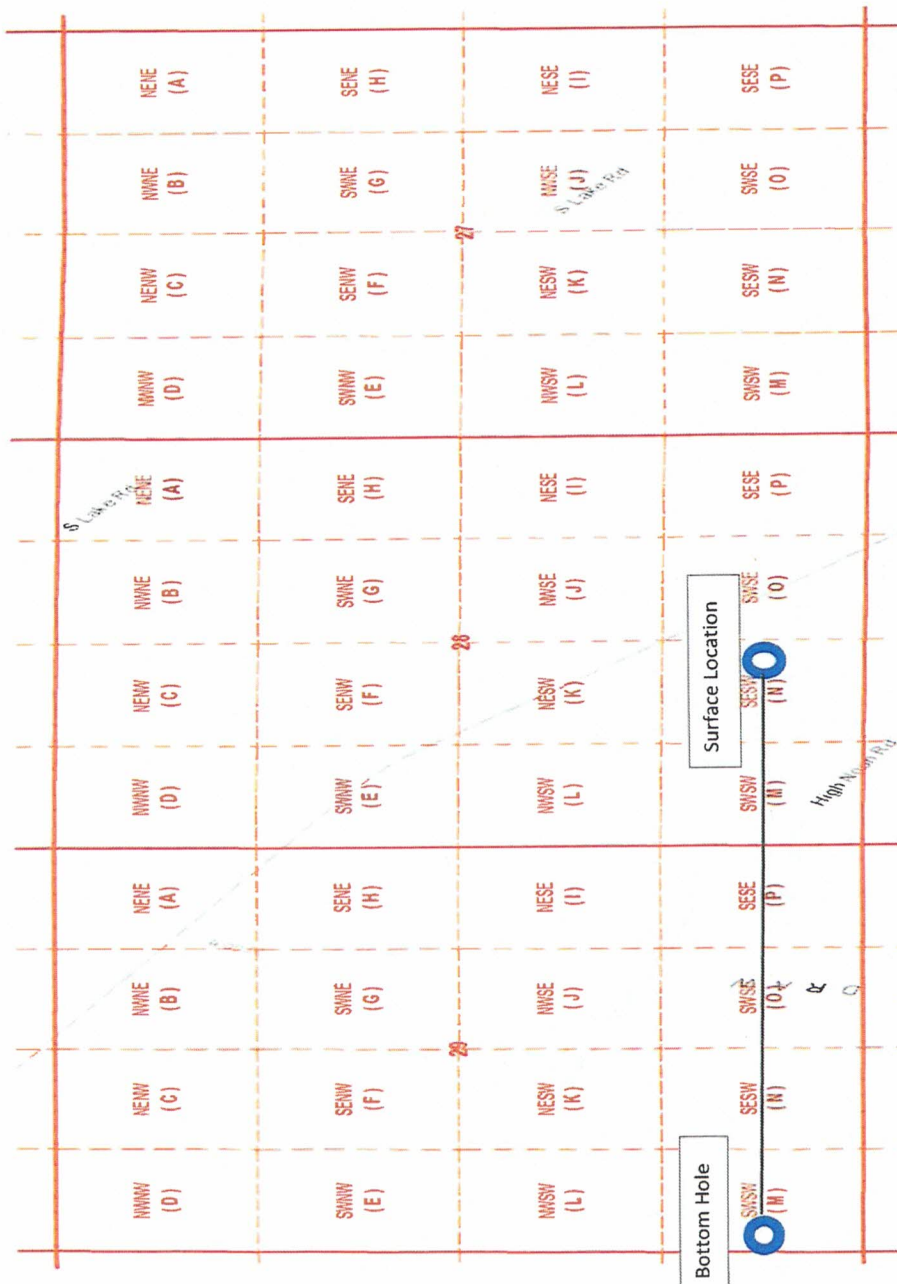 NWNW
(D)
NENW
(C)
NWNE
(B)
NENE
(A)
NWNW
(D)
NENW
(C)
NWNE
(B)
NENE
(A)
S Lake Rd
NWNW
(D)
NENW
(C)
NWNE
(B)
NENE
(A)
SWNW
(E)
SENW
(F)
SWNE
(G)
SENE
(H)
SWNW
(E)
SENW
(F)
SWNE
(G)
SENE
(H)
SWNW
(E)
SENW
(F)
SWNE
(G)
SENE
(H)
29
28
27
NWSW
(L)
NESW
(K)
NWSE
(J)
NESE
(I)
NWSW
(L)
NESW
(K)
NWSE
(J)
NESE
(I)
NWSW
(L)
NESW
(K)
NWSE
(J)
S Lake Rd
NESE
(I)
Bottom Hole
Surface Location
SWSW
(M)
SESW
(N)
SWSE
(O)
SESE
(P)
SWSW
(M)
SESW
(N)
SWSE
(O)
SESE
(P)
SWSW
(M)
SESW
(N)
SWSE
(O)
SESE
(P)
High Noon Rd